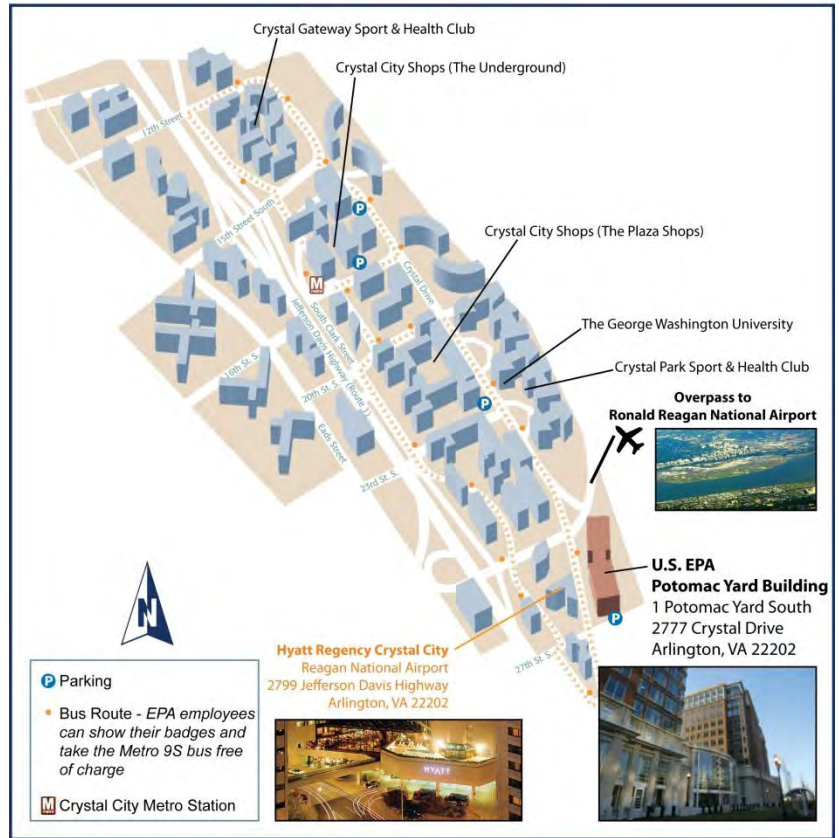 Crystal Gateway Sport & Health Club
Crystal City Shops (The Underground)
12th Street
15th Street South
P
Crystal City Shops (The Plaza Shops)
P
Crystal Drive
M
South Clark Street
Jefferson Davis Highway (Route 1)
The George Washington University
16th St. S.
Crystal Park Sport & Health Club
20th St. S.
P
Overpass to
Ronald Reagan National Airport
Eads Street
23rd St. S.
U.S. EPA
Potomac Yard Building
1 Potomac Yard South
2777 Crystal Drive
Arlington, VA 22202
P
N
27th St. S.
Hyatt Regency Crystal City
Reagan National Airport
2799 Jefferson Davis Highway
Arlington, VA 22202
HYATT
P Parking
Bus Route - EPA employees
can show their badges and
take the Metro 9S bus free
of charge
M Crystal City Metro Station